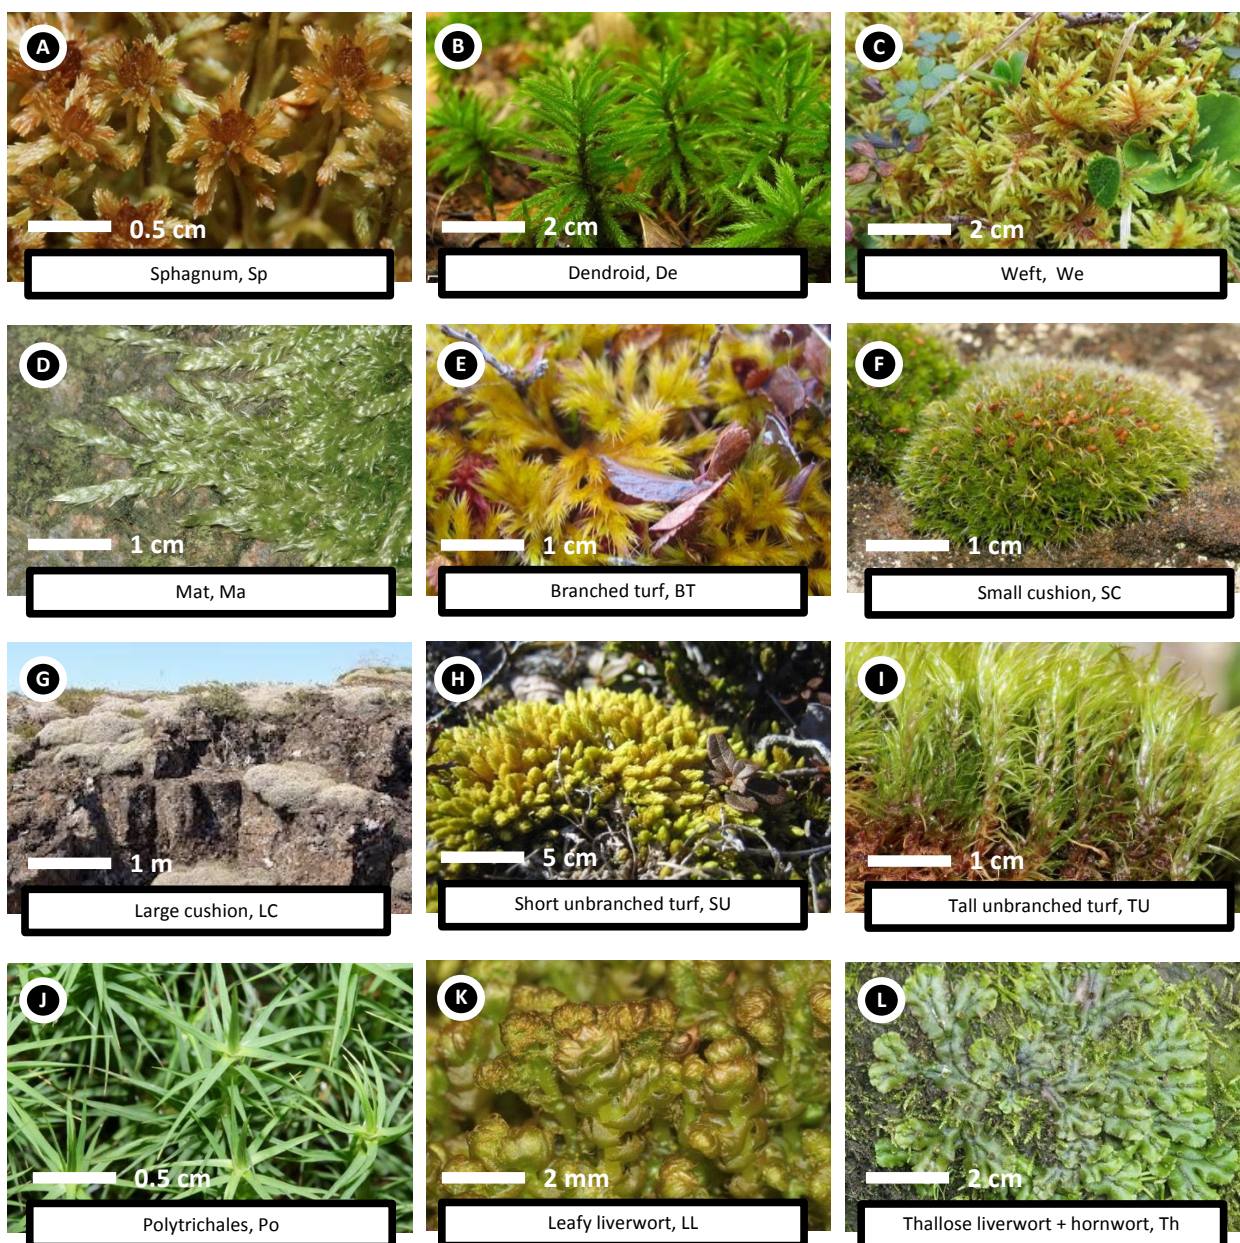 A
B
C
0.5 cm
2 cm
2 cm
Sphagnum, Sp
Dendroid, De
Weft, We
D
E
F
1 cm
1 cm
1 cm
Mat, Ma
Branched turf, BT
Small cushion, SC
G
H
I
1 m
5 cm
1 cm
Large cushion, LC
Short unbranched turf, SU
Tall unbranched turf, TU
J
K
L
0.5 cm
2 mm
2 cm
Polytrichales, Po
Leafy liverwort, LL
Thallose liverwort + hornwort, Th